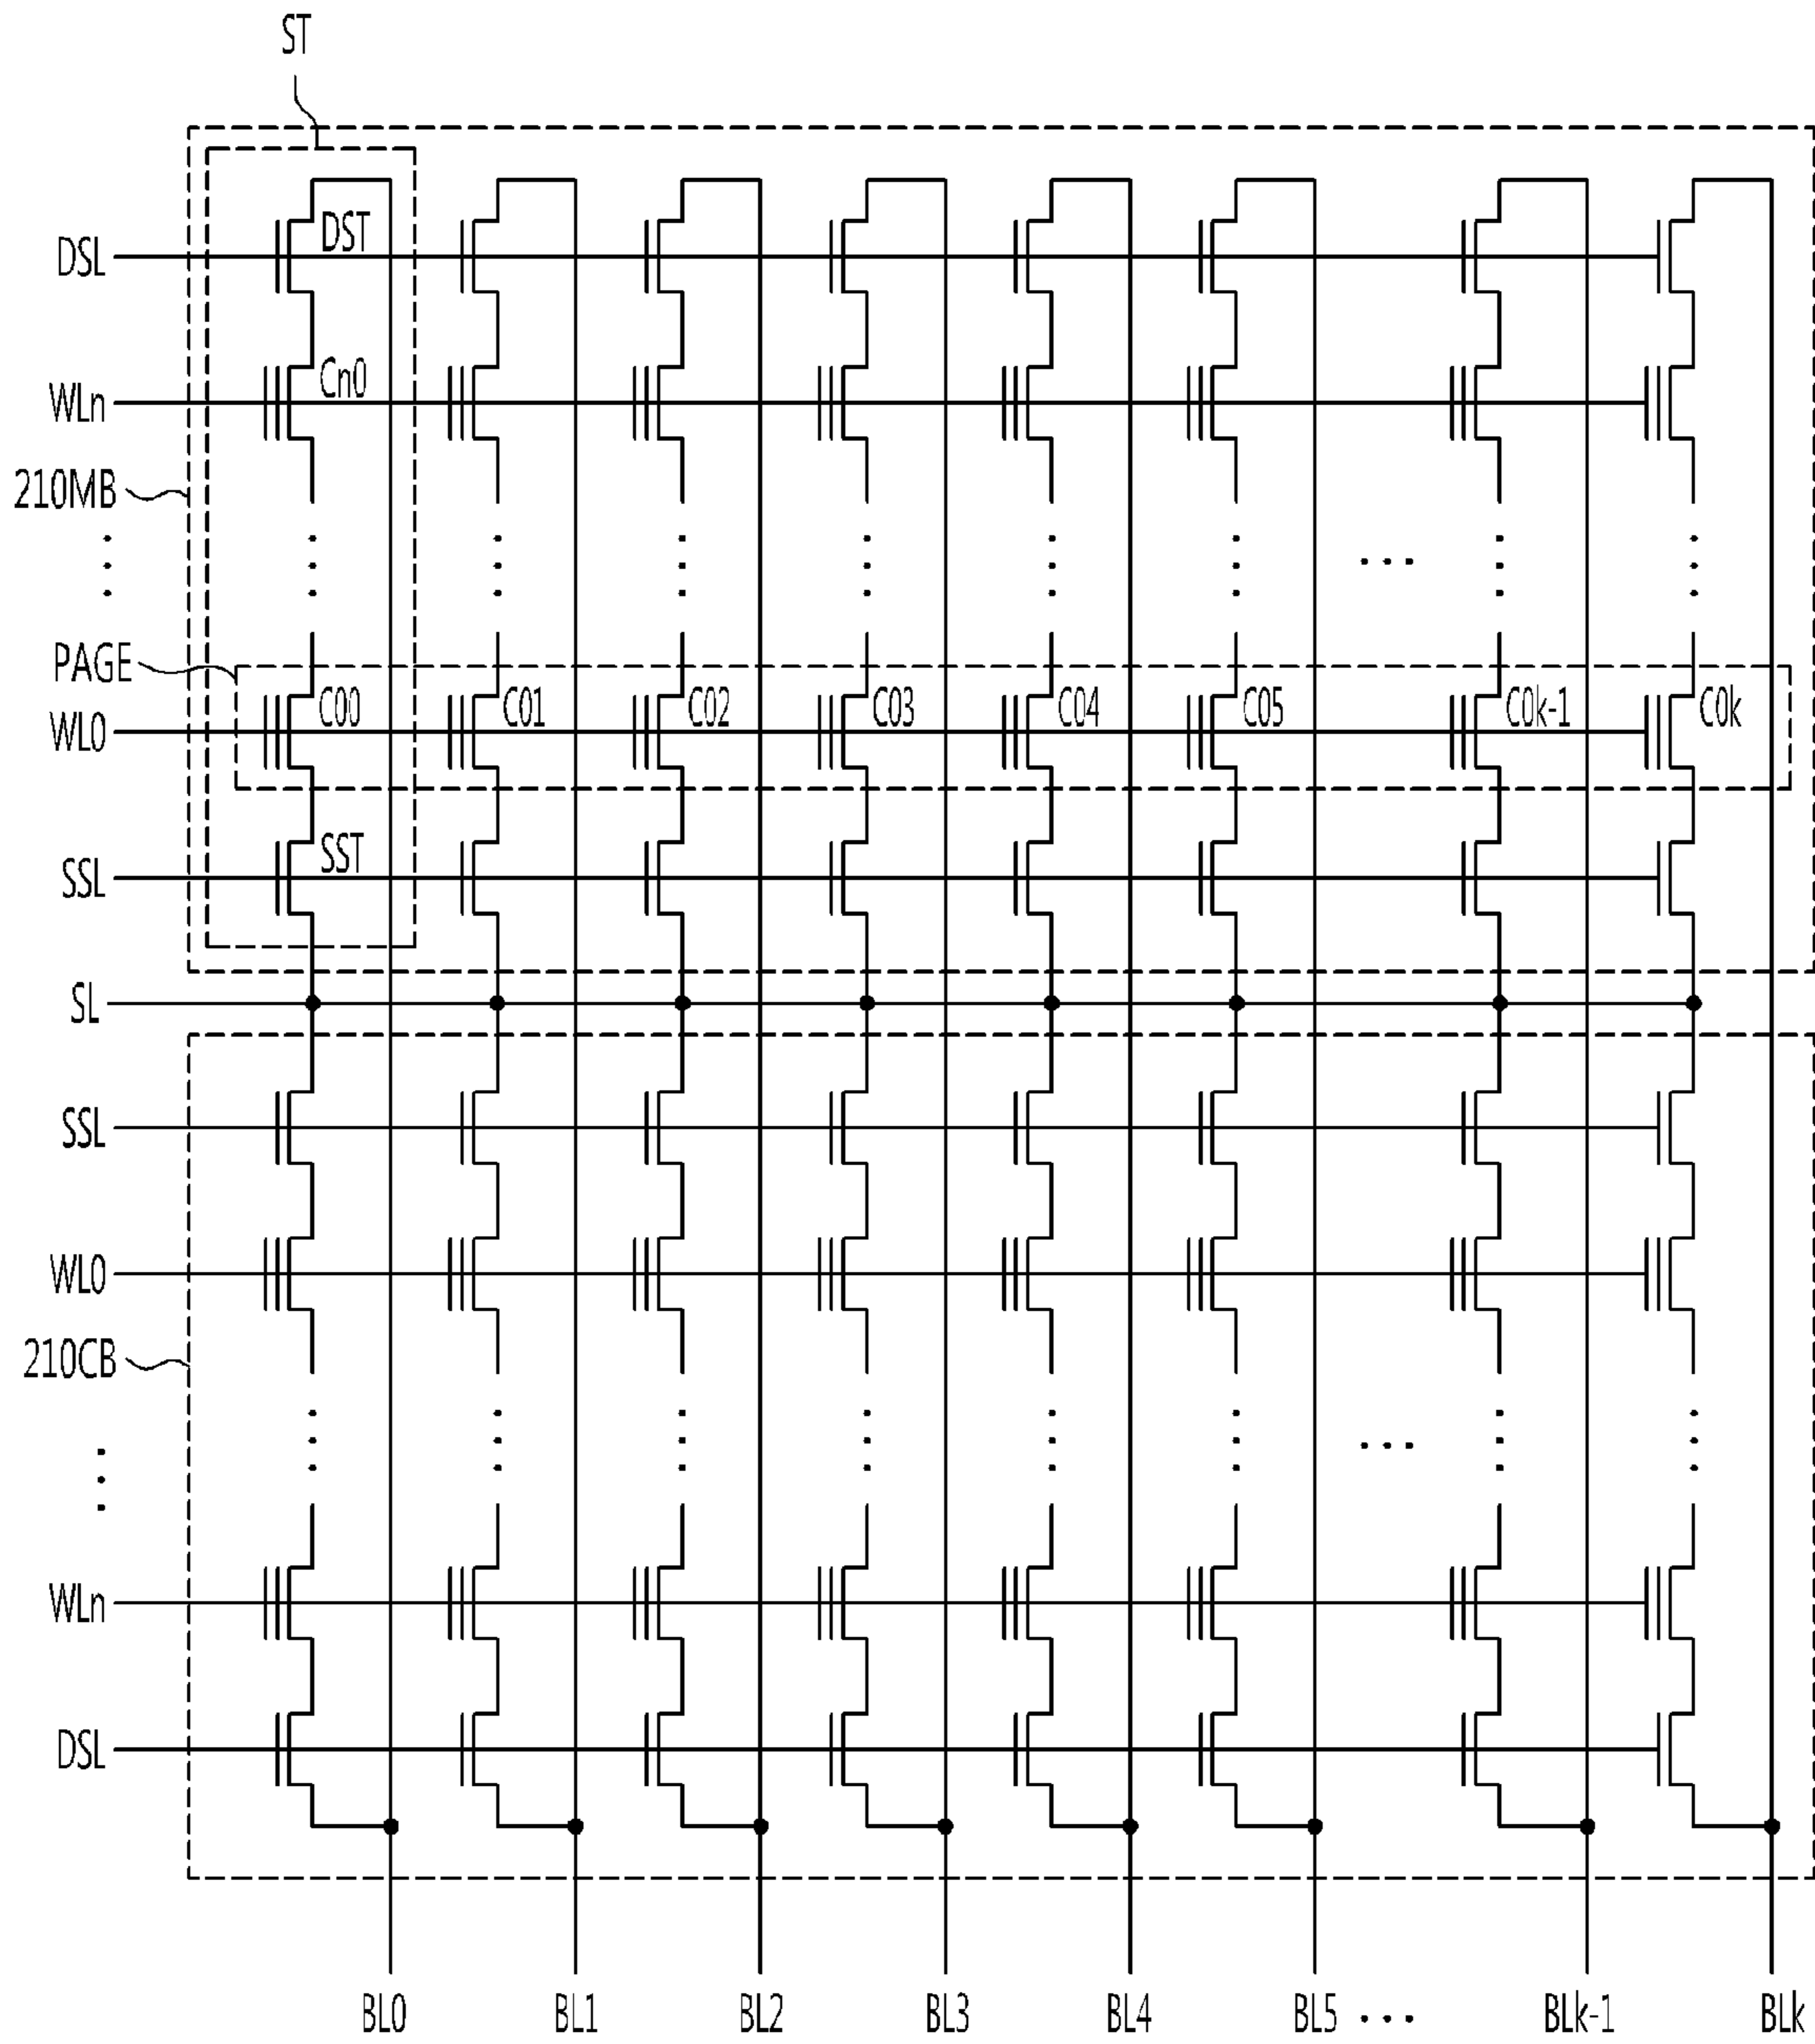 ST
DST
DSL
Cn0
WLn
210MB
PAGE
C00 C01 C02 C03 C04 C05 C0k-1 C0k
WL0
SST
SSL
SL
SSL
WL0
210CB
WLn
DSL
BL0 BL1 BL2 BL3 BL4 BL5 ··· BLk-1 BLk